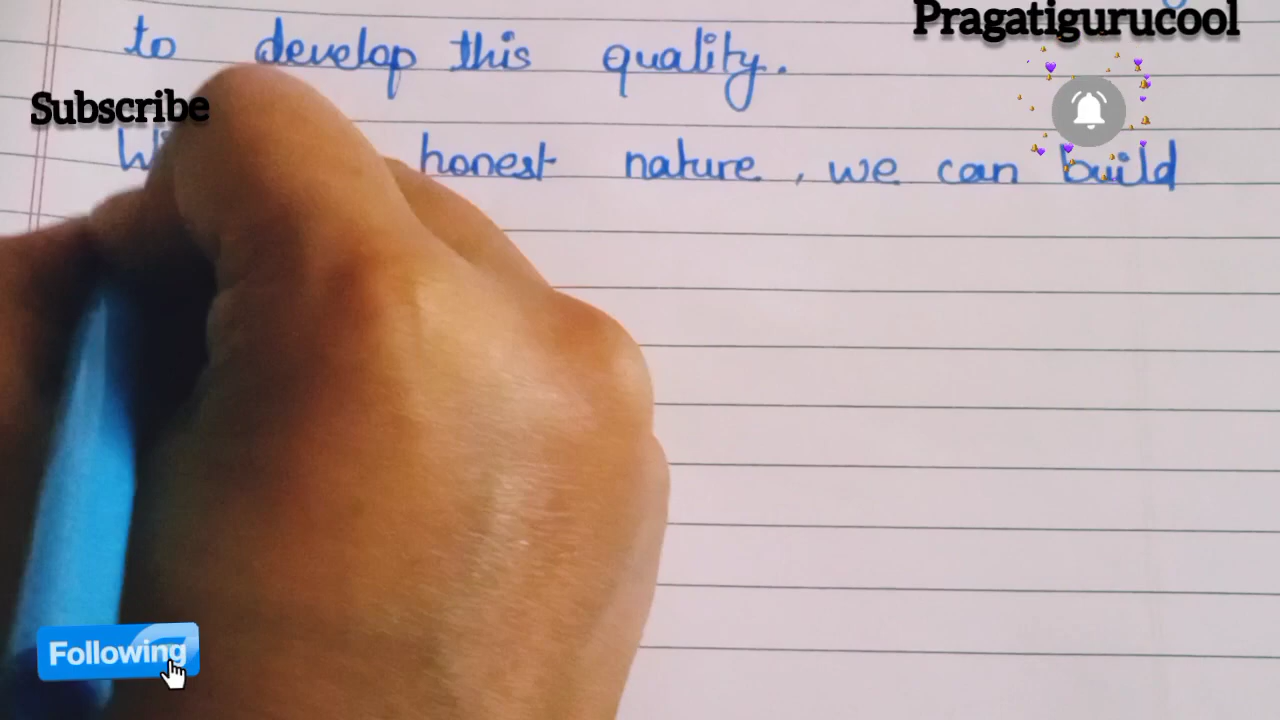 Pragatigurucool
to develop this quality.
Subscribe
honest nature, we can build
Following